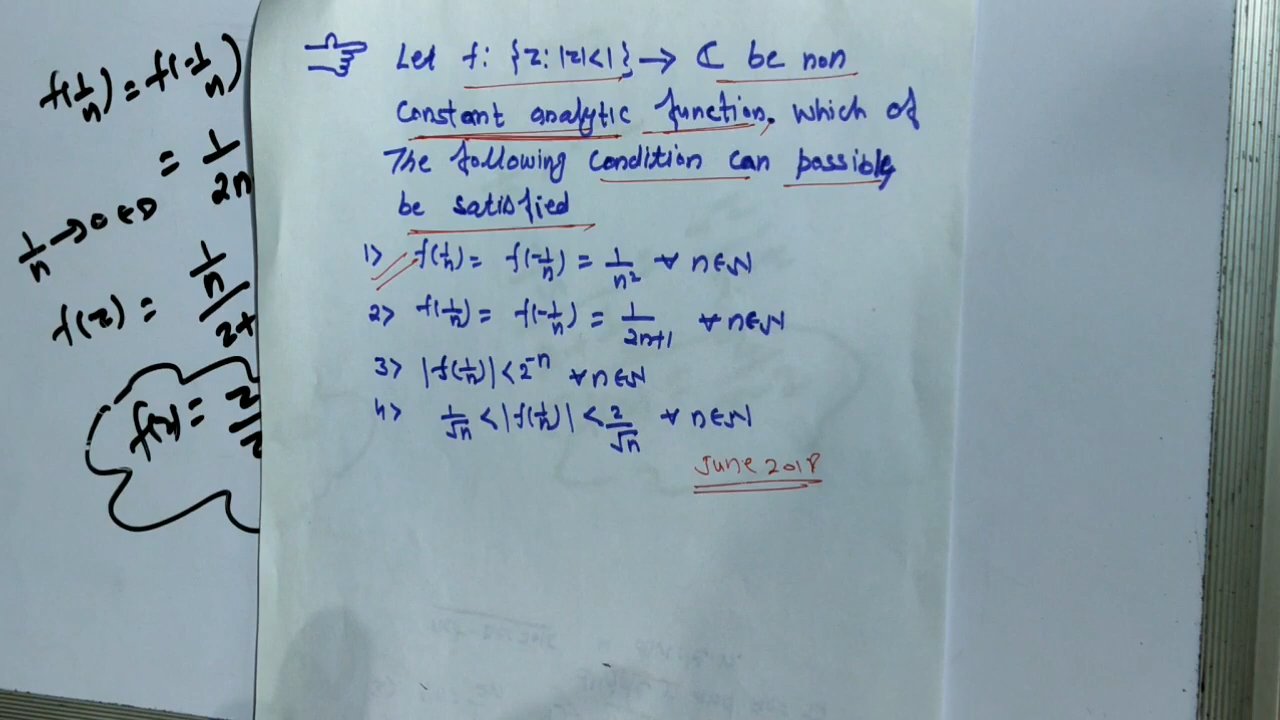 f(1/n) = f(-1/n)
= 1/2n
1/n → 0 ∈ D
f(z) =
f(z) =
Let f: {z: |z|<1} → ℂ be non
constant analytic function, which of
The following condition can possibly
be satisfied
1> f(1/n) = f(-1/n) = 1/n² ∀ n∈N
2> f(1/n) = f(-1/n) = 1/2n+1 ∀ n∈N
3> |f(1/n)| < 2⁻ⁿ ∀ n∈N
4> 1/√n < |f(1/n)| < 2/√n ∀ n∈N
June 2018